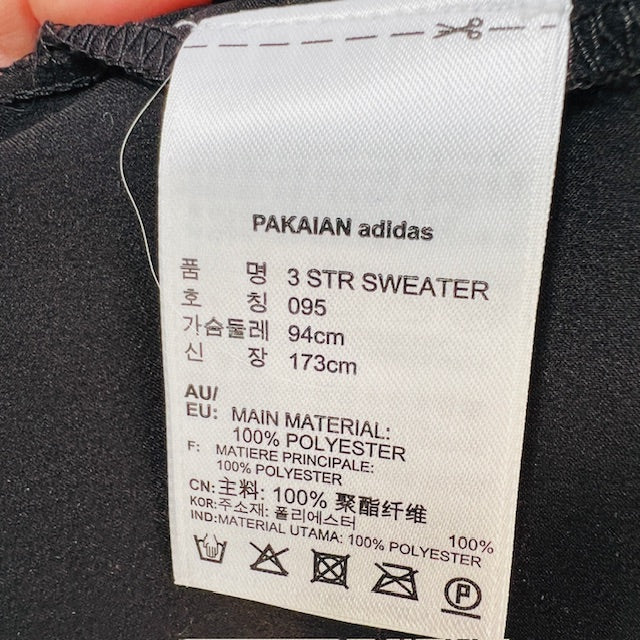 PAKAIAN adidas
품 명 3 STR SWEATER
호 칭 095
가슴둘레 94cm
신 장 173cm
AU/
EU: MAIN MATERIAL:
100% POLYESTER
F: MATIERE PRINCIPALE:
100% POLYESTER
CN:主料: 100% 聚酯纤维
KOR:주소재: 폴리에스터 100%
IND:MATERIAL UTAMA: 100% POLYESTER
P